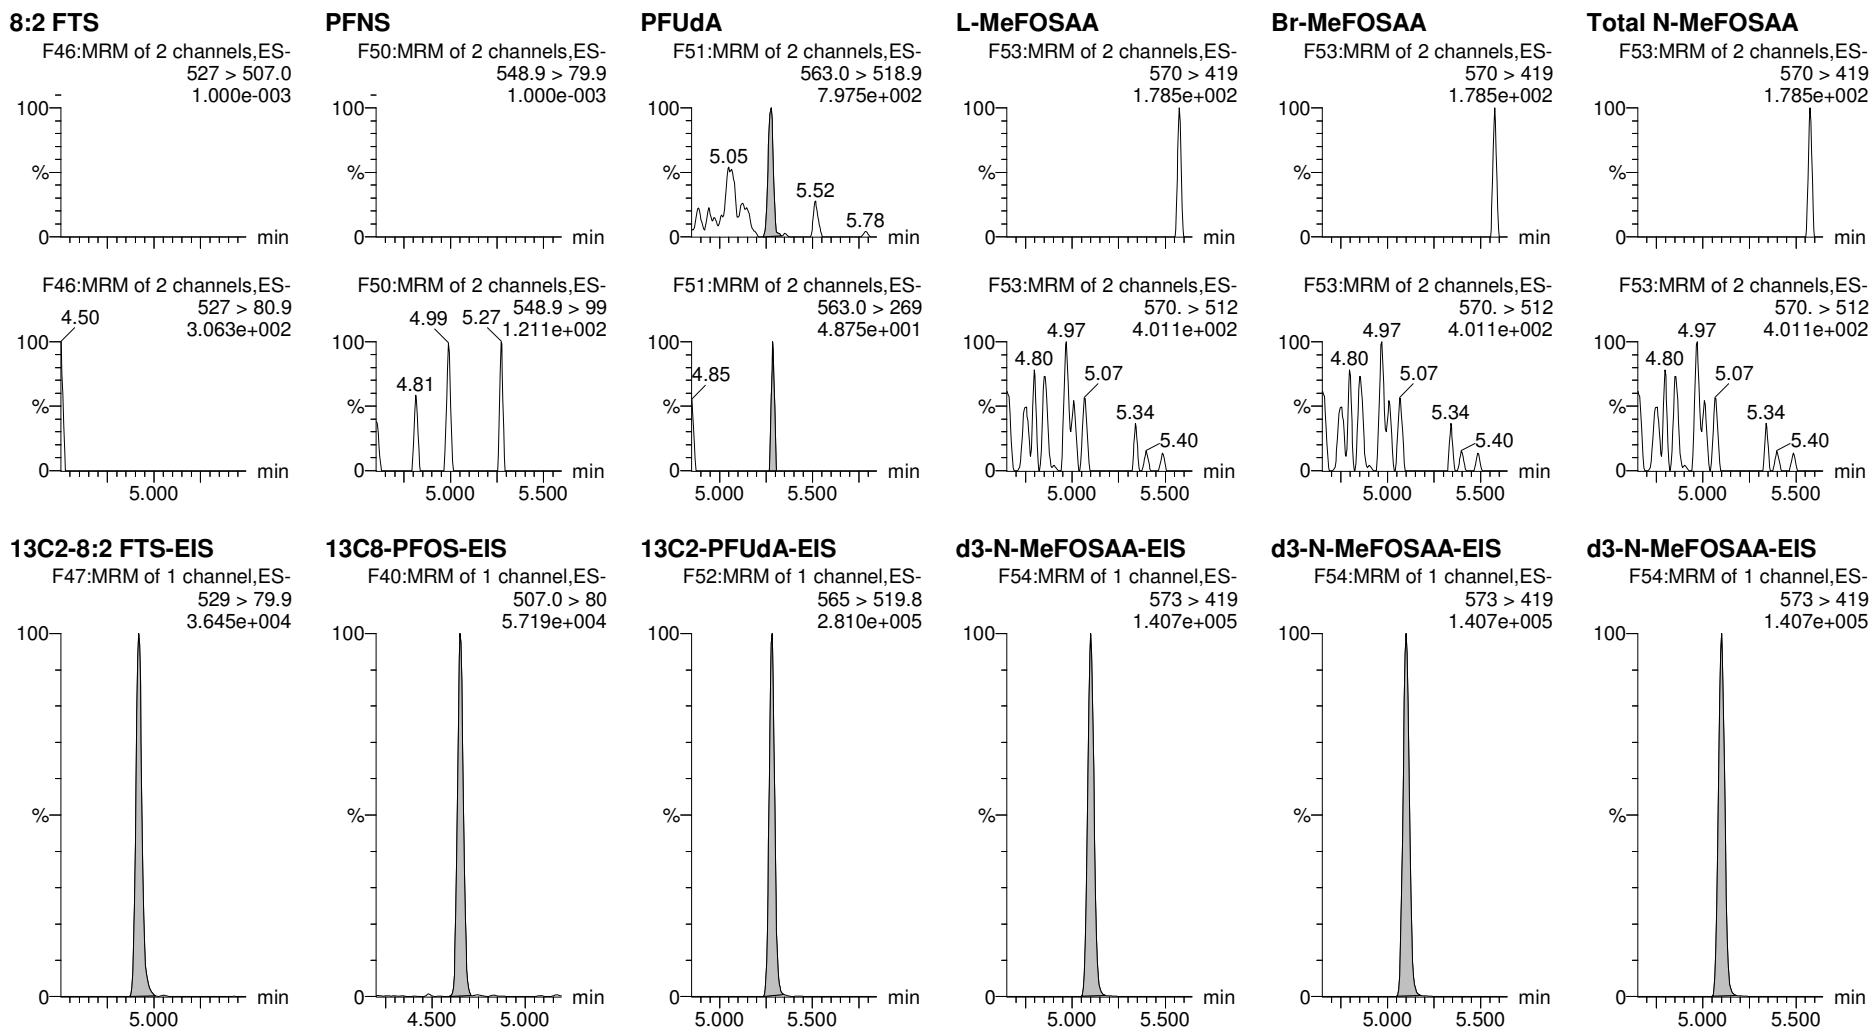 8:2 FTS
F46:MRM of 2 channels,ES-
527 > 507.0
1.000e-003
100
%
0
min
F46:MRM of 2 channels,ES-
527 > 80.9
3.063e+002
4.50
100
%
0
min
5.000
PFNS
F50:MRM of 2 channels,ES-
548.9 > 79.9
1.000e-003
100
%
0
min
F50:MRM of 2 channels,ES-
548.9 > 99
1.211e+002
4.99
5.27
4.81
100
%
0
min
5.000
5.500
PFUdA
F51:MRM of 2 channels,ES-
563.0 > 518.9
7.975e+002
100
5.05
%
5.52
5.78
0
min
F51:MRM of 2 channels,ES-
563.0 > 269
4.875e+001
100
4.85
%
0
min
5.000
5.500
L-MeFOSAA
F53:MRM of 2 channels,ES-
570 > 419
1.785e+002
100
%
0
min
F53:MRM of 2 channels,ES-
570. > 512
4.011e+002
4.97
100
4.80
5.07
%
5.34
5.40
0
min
5.000
5.500
Br-MeFOSAA
F53:MRM of 2 channels,ES-
570 > 419
1.785e+002
100
%
0
min
F53:MRM of 2 channels,ES-
570. > 512
4.011e+002
4.97
100
4.80
5.07
%
5.34
5.40
0
min
5.000
5.500
Total N-MeFOSAA
F53:MRM of 2 channels,ES-
570 > 419
1.785e+002
100
%
0
min
F53:MRM of 2 channels,ES-
570. > 512
4.011e+002
4.97
100
4.80
5.07
%
5.34
5.40
0
min
5.000
5.500
13C2-8:2 FTS-EIS
F47:MRM of 1 channel,ES-
529 > 79.9
3.645e+004
100
%
0
min
5.000
13C8-PFOS-EIS
F40:MRM of 1 channel,ES-
507.0 > 80
5.719e+004
100
%
0
min
4.500
5.000
13C2-PFUdA-EIS
F52:MRM of 1 channel,ES-
565 > 519.8
2.810e+005
100
%
0
min
5.000
5.500
d3-N-MeFOSAA-EIS
F54:MRM of 1 channel,ES-
573 > 419
1.407e+005
100
%
0
min
5.000
5.500
d3-N-MeFOSAA-EIS
F54:MRM of 1 channel,ES-
573 > 419
1.407e+005
100
%
0
min
5.000
5.500
d3-N-MeFOSAA-EIS
F54:MRM of 1 channel,ES-
573 > 419
1.407e+005
100
%
0
min
5.000
5.500